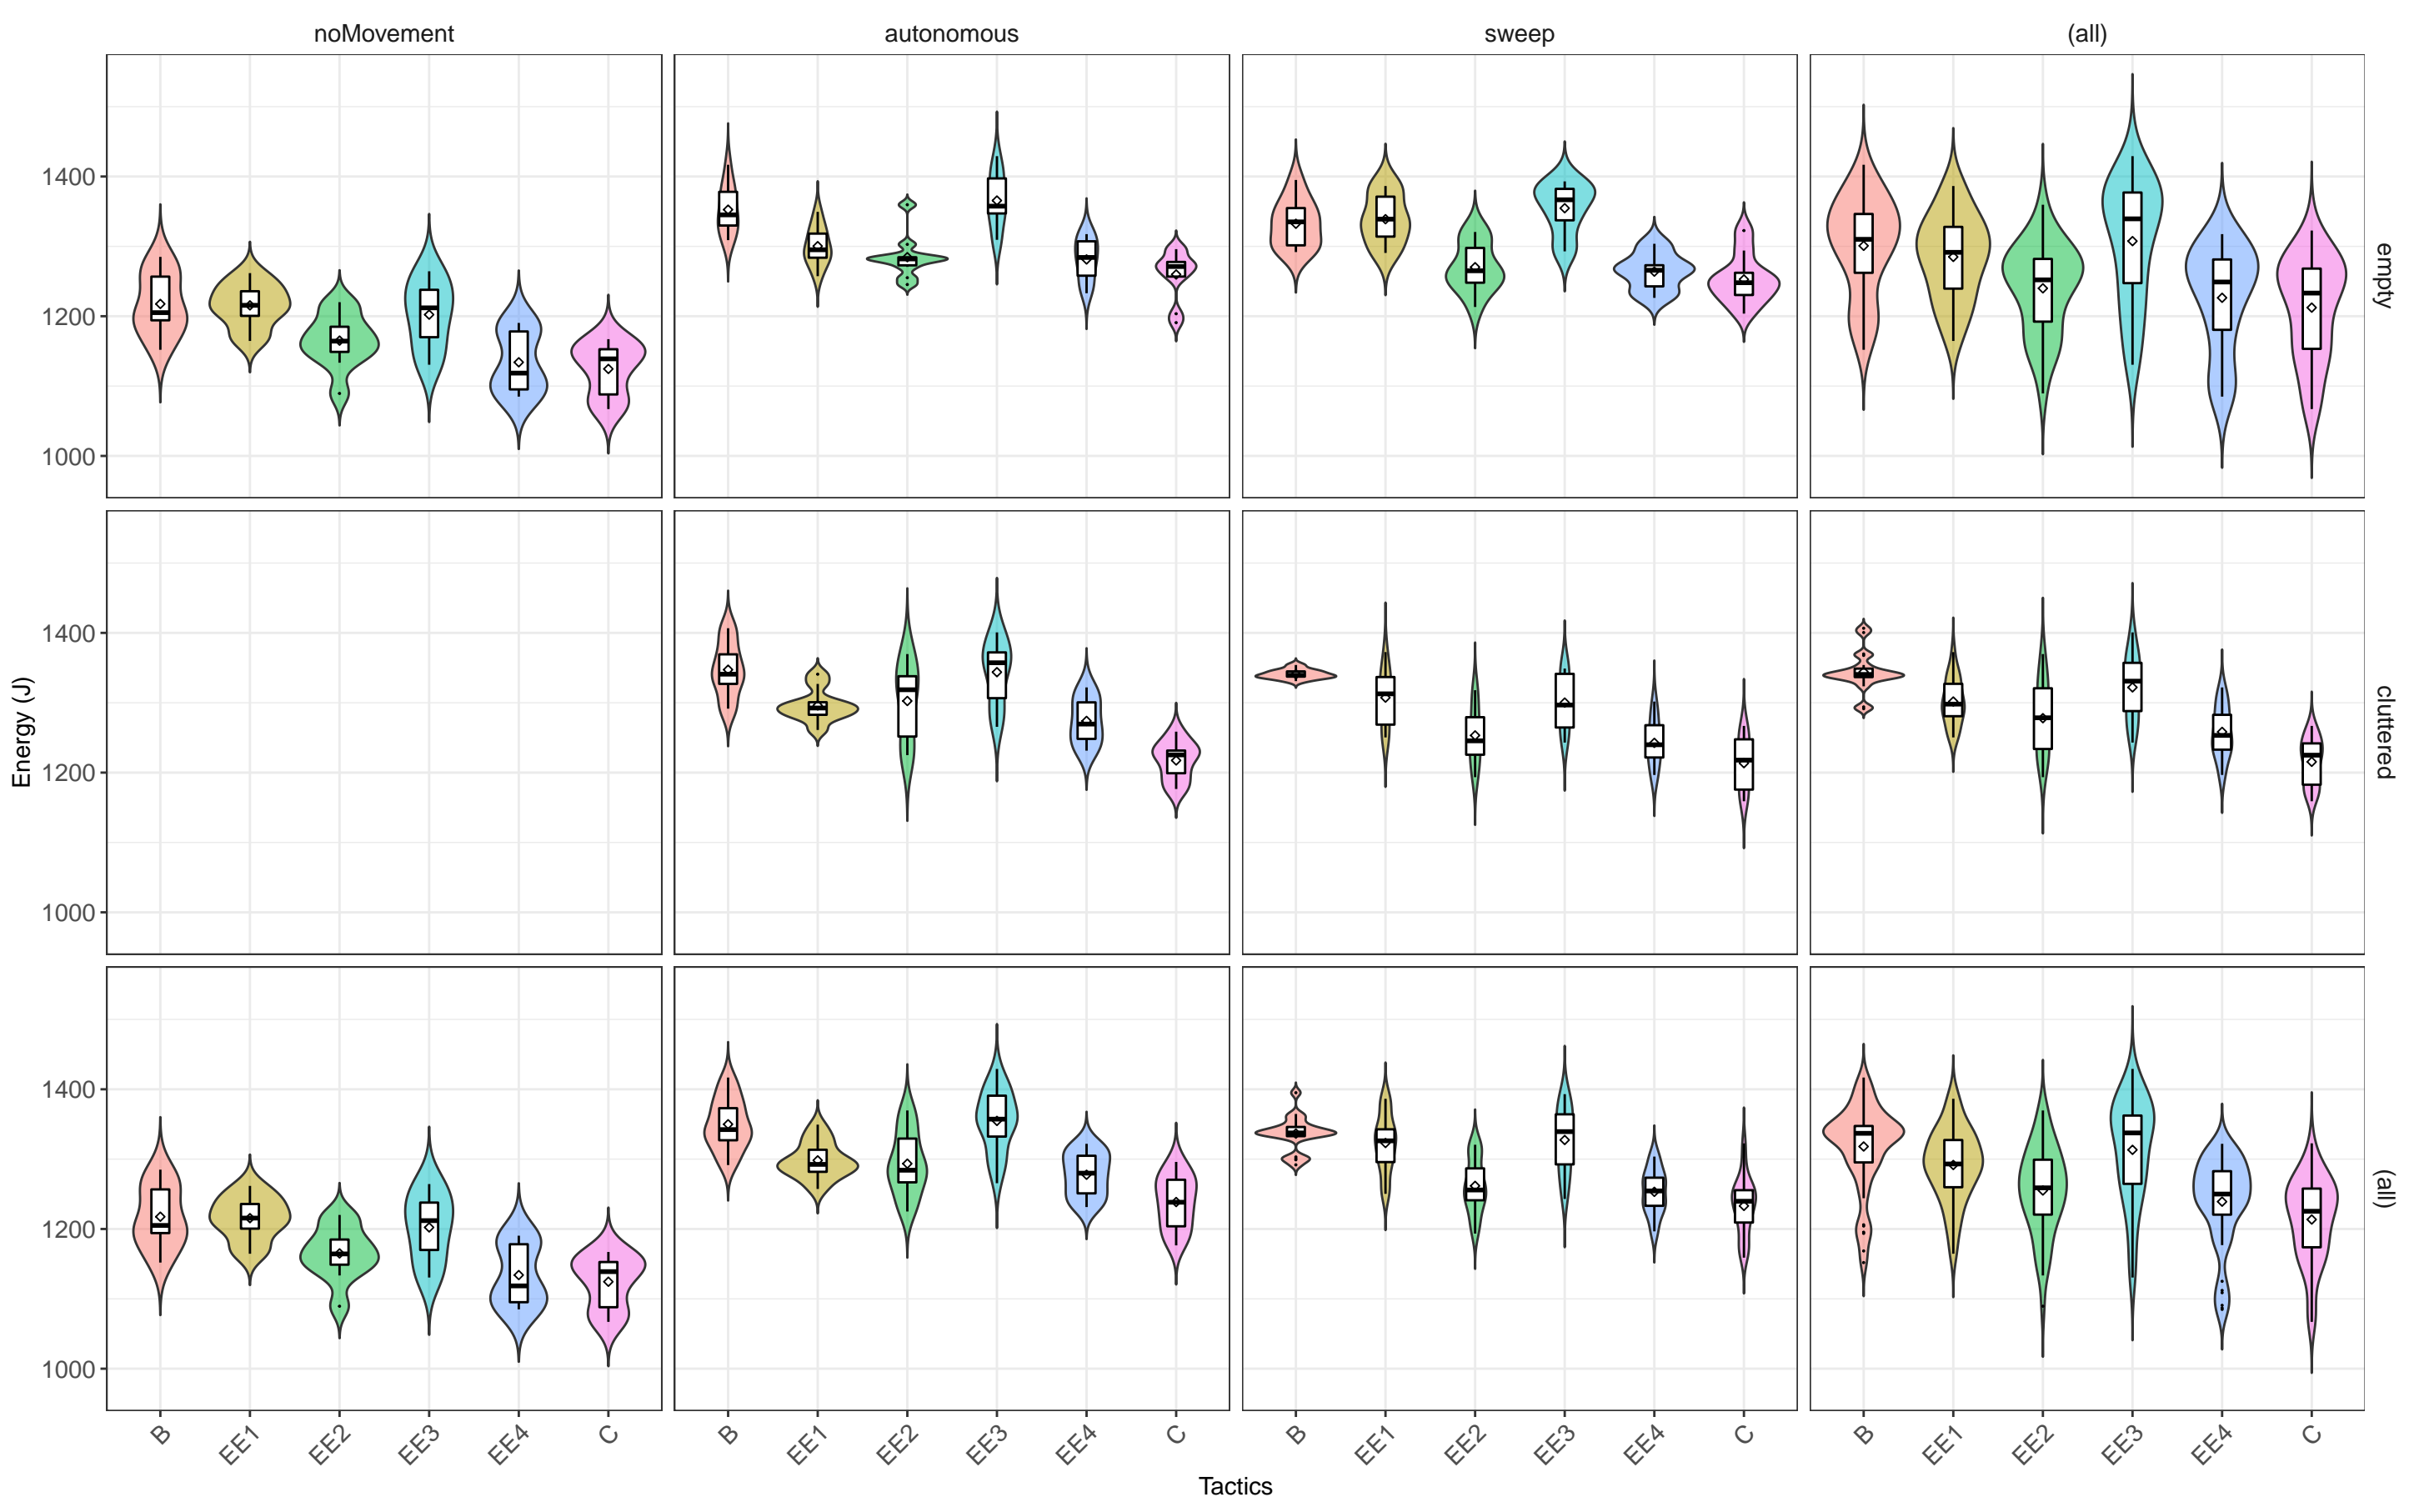 noMovement autonomous sweep (all)
1400
1200
1000
empty
1400
1200
1000
cluttered
Energy (J)
1400
1200
1000
(all)
B EE1 EE2 EE3 EE4 C B EE1 EE2 EE3 EE4 C B EE1 EE2 EE3 EE4 C B EE1 EE2 EE3 EE4 C
Tactics